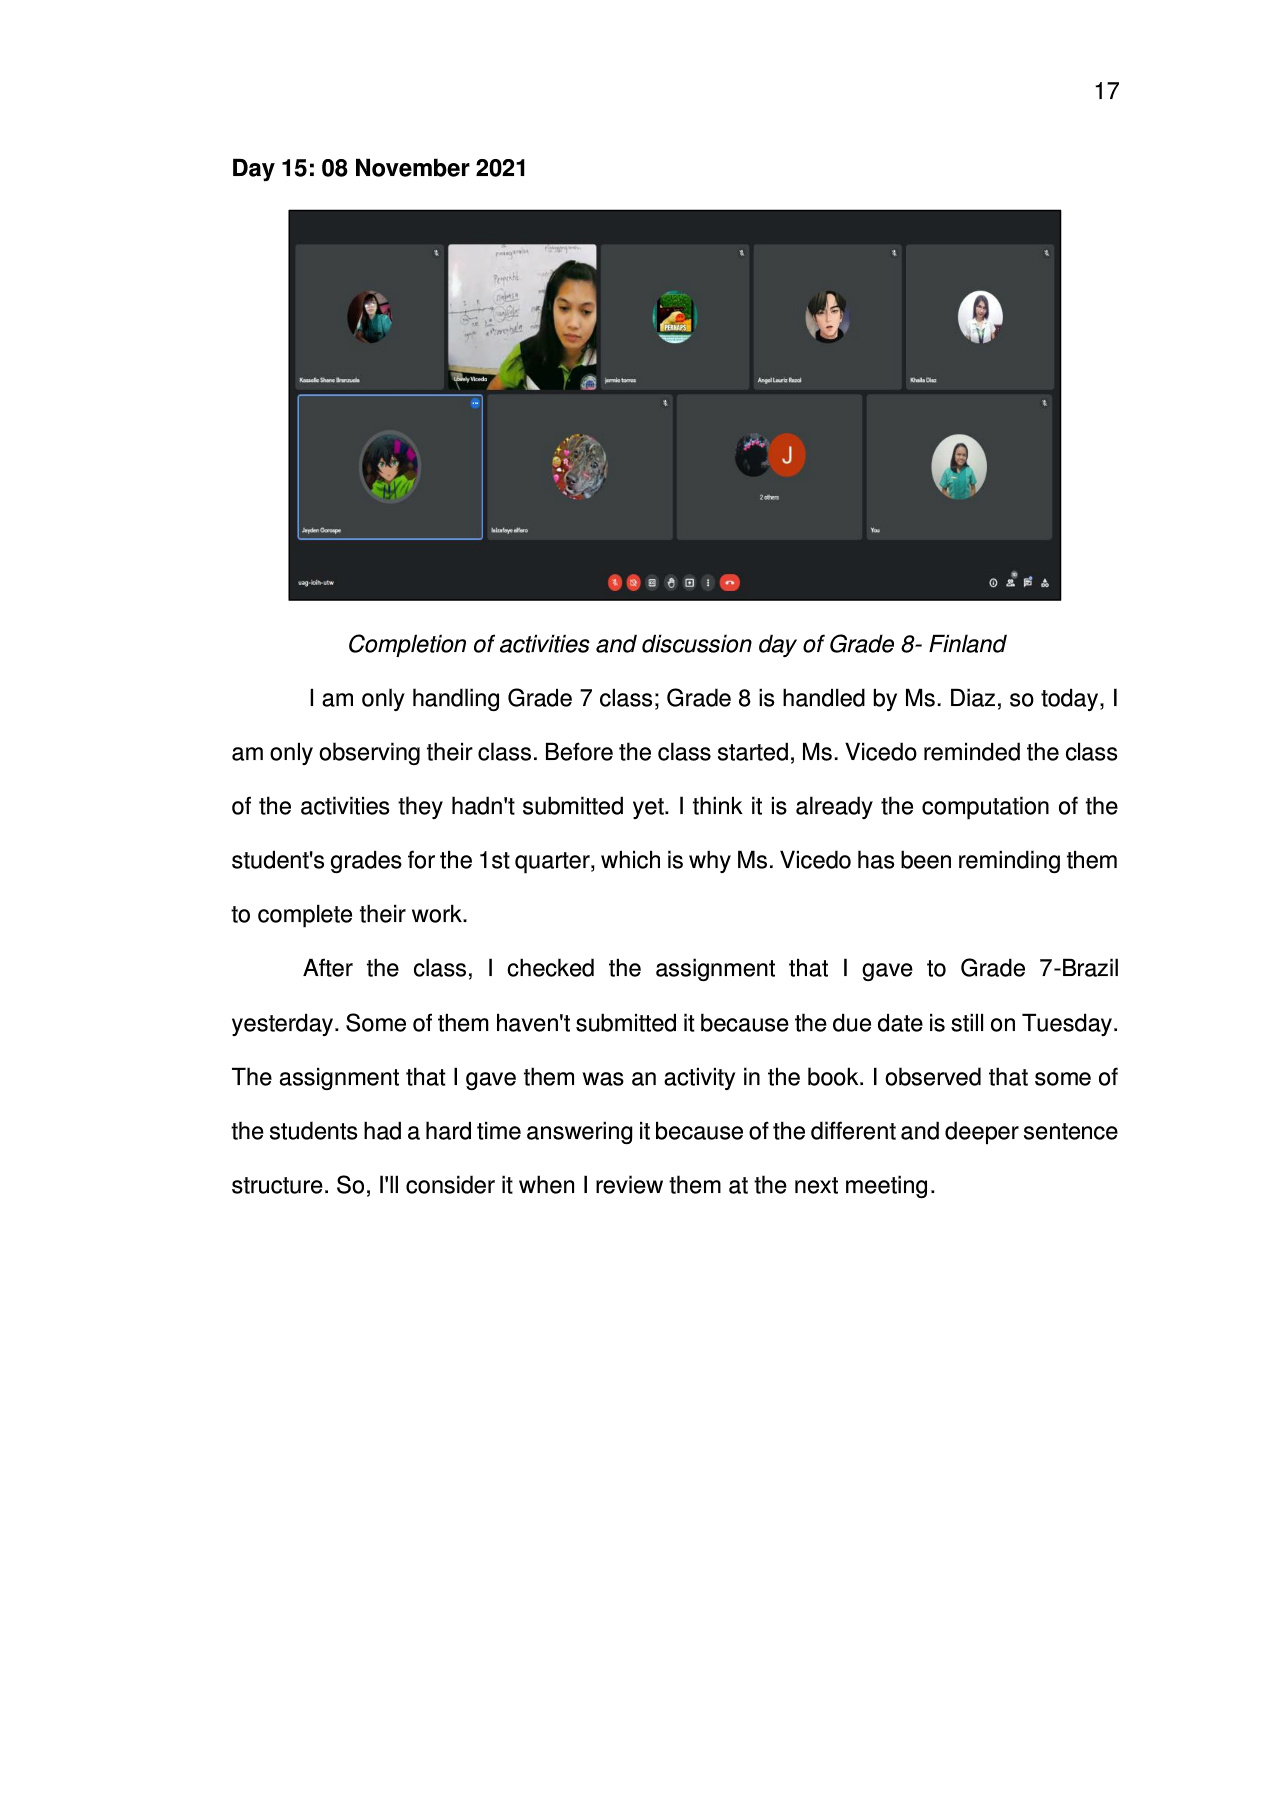 17
Day 15: 08 November 2021
Perpekto
PERHAPS
Kasselle Shane Branzuela
Lovely Vicedo
jermie torres
Angel Lauriz Razal
Khaila Diaz
J
2 others
Jayden Gorospe
You
Completion of activities and discussion day of Grade 8- Finland
I am only handling Grade 7 class; Grade 8 is handled by Ms. Diaz, so today, I
am only observing their class. Before the class started, Ms. Vicedo reminded the class
of the activities they hadn't submitted yet. I think it is already the computation of the
student's grades for the 1st quarter, which is why Ms. Vicedo has been reminding them
to complete their work.
After the class, I checked the assignment that I gave to Grade 7-Brazil
yesterday. Some of them haven't submitted it because the due date is still on Tuesday.
The assignment that I gave them was an activity in the book. I observed that some of
the students had a hard time answering it because of the different and deeper sentence
structure. So, I'll consider it when I review them at the next meeting.